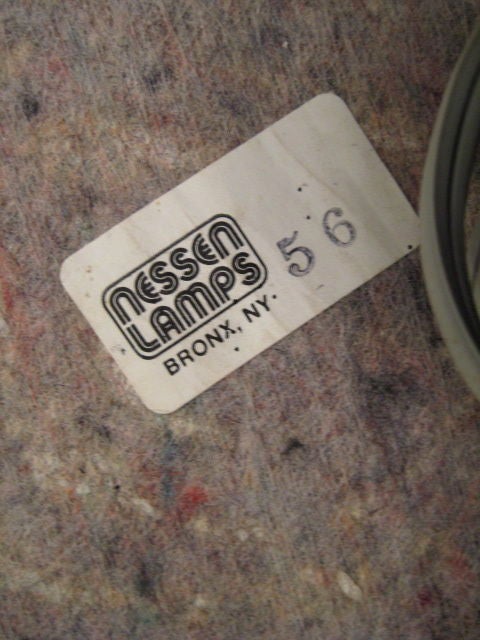 NESSEN
LAMPS
BRONX, NY.
56